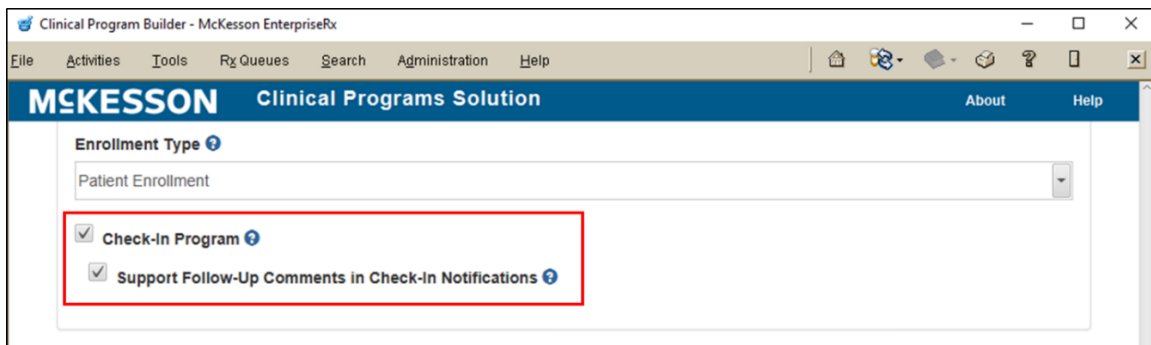 Clinical Program Builder - McKesson EnterpriseRx
File Activities Tools Rx Queues Search Administration Help
MCKESSON Clinical Programs Solution About Help
Enrollment Type
Patient Enrollment
Check-In Program
Support Follow-Up Comments in Check-In Notifications